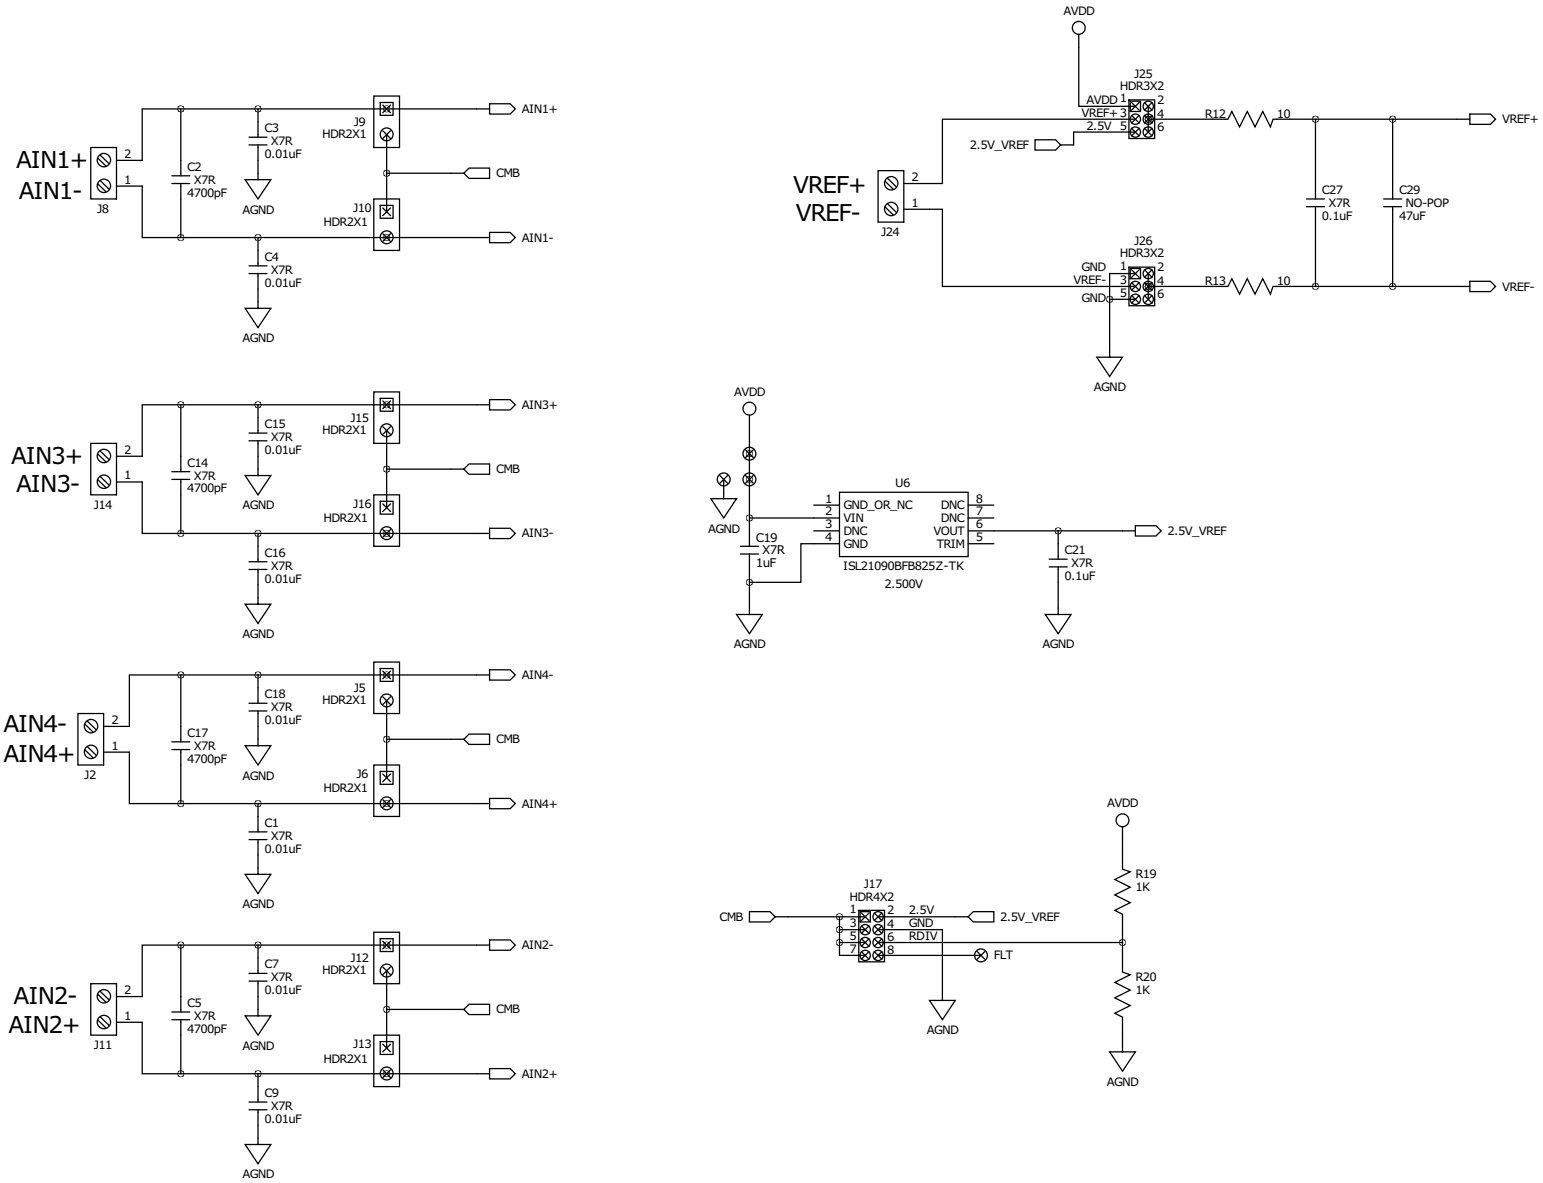 AIN1+
AIN1-
J8
2
1
C2
X7R
4700pF
C3
X7R
0.01uF
AGND
C4
X7R
0.01uF
AGND
J9
HDR2X1
J10
HDR2X1
CMB
AIN1+
AIN1-
AIN3+
AIN3-
J14
2
1
C14
X7R
4700pF
C15
X7R
0.01uF
AGND
C16
X7R
0.01uF
AGND
J15
HDR2X1
J16
HDR2X1
CMB
AIN3+
AIN3-
AIN4-
AIN4+
J2
2
1
C17
X7R
4700pF
C18
X7R
0.01uF
AGND
C1
X7R
0.01uF
AGND
J5
HDR2X1
J6
HDR2X1
CMB
AIN4-
AIN4+
AIN2-
AIN2+
J11
2
1
C5
X7R
4700pF
C7
X7R
0.01uF
AGND
C9
X7R
0.01uF
AGND
J12
HDR2X1
J13
HDR2X1
CMB
AIN2-
AIN2+
AVDD
J25
HDR3X2
AVDD 1 2
VREF+ 3 4
2.5V 5 6
2.5V_VREF
R12 10
VREF+
VREF+
VREF-
J24
2
1
C27
X7R
0.1uF
C29
NO-POP
47uF
J26
HDR3X2
GND 1 2
VREF- 3 4
GND 5 6
R13 10
VREF-
AGND
AVDD
AGND
C19
X7R
1uF
AGND
U6
1 GND_OR_NC DNC 8
2 VIN DNC 7
3 DNC VOUT 6
4 GND TRIM 5
ISL21090BFB825Z-TK
2.500V
2.5V_VREF
C21
X7R
0.1uF
AGND
AVDD
R19
1K
R20
1K
AGND
J17
HDR4X2
CMB
1 2 2.5V
3 4 GND
5 6 RDIV
7 8
2.5V_VREF
FLT
AGND